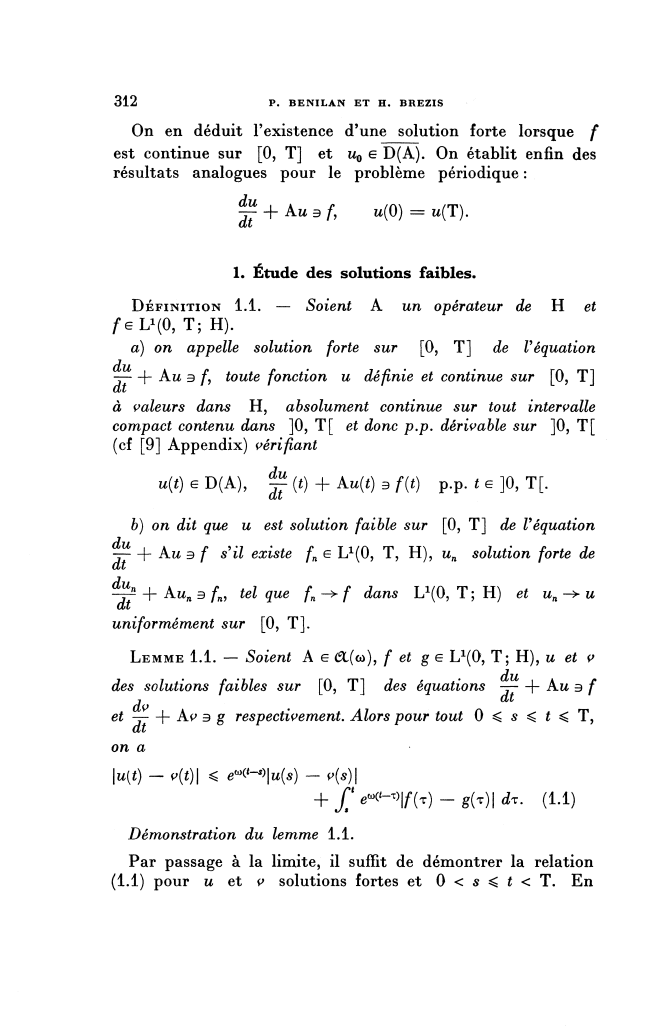 312 P. BENILAN ET H. BREZIS
On en déduit l'existence d'une solution forte lorsque f
est continue sur [0, T] et u₀ ∈ D(A)̅. On établit enfin des
résultats analogues pour le problème périodique :
du/dt + Au ∋ f, u(0) = u(T).
1. Étude des solutions faibles.
DÉFINITION 1.1. — Soient A un opérateur de H et
f ∈ L¹(0, T; H).
a) on appelle solution forte sur [0, T] de l'équation
du/dt + Au ∋ f, toute fonction u définie et continue sur [0, T]
à valeurs dans H, absolument continue sur tout intervalle
compact contenu dans ]0, T[ et donc p.p. dérivable sur ]0, T[
(cf [9] Appendix) vérifiant
u(t) ∈ D(A), du/dt (t) + Au(t) ∋ f(t) p.p. t ∈ ]0, T[.
b) on dit que u est solution faible sur [0, T] de l'équation
du/dt + Au ∋ f s'il existe fₙ ∈ L¹(0, T, H), uₙ solution forte de
duₙ/dt + Auₙ ∋ fₙ, tel que fₙ → f dans L¹(0, T; H) et uₙ → u
uniformément sur [0, T].
LEMME 1.1. — Soient A ∈ 𝒜(ω), f et g ∈ L¹(0, T; H), u et v
des solutions faibles sur [0, T] des équations du/dt + Au ∋ f
et dv/dt + Av ∋ g respectivement. Alors pour tout 0 ⩽ s ⩽ t ⩽ T,
on a
|u(t) − v(t)| ⩽ e^{ω(t−s)}|u(s) − v(s)|
+ ∫ₛᵗ e^{ω(t−τ)}|f(τ) − g(τ)| dτ. (1.1)
Démonstration du lemme 1.1.
Par passage à la limite, il suffit de démontrer la relation
(1.1) pour u et v solutions fortes et 0 < s ⩽ t < T. En